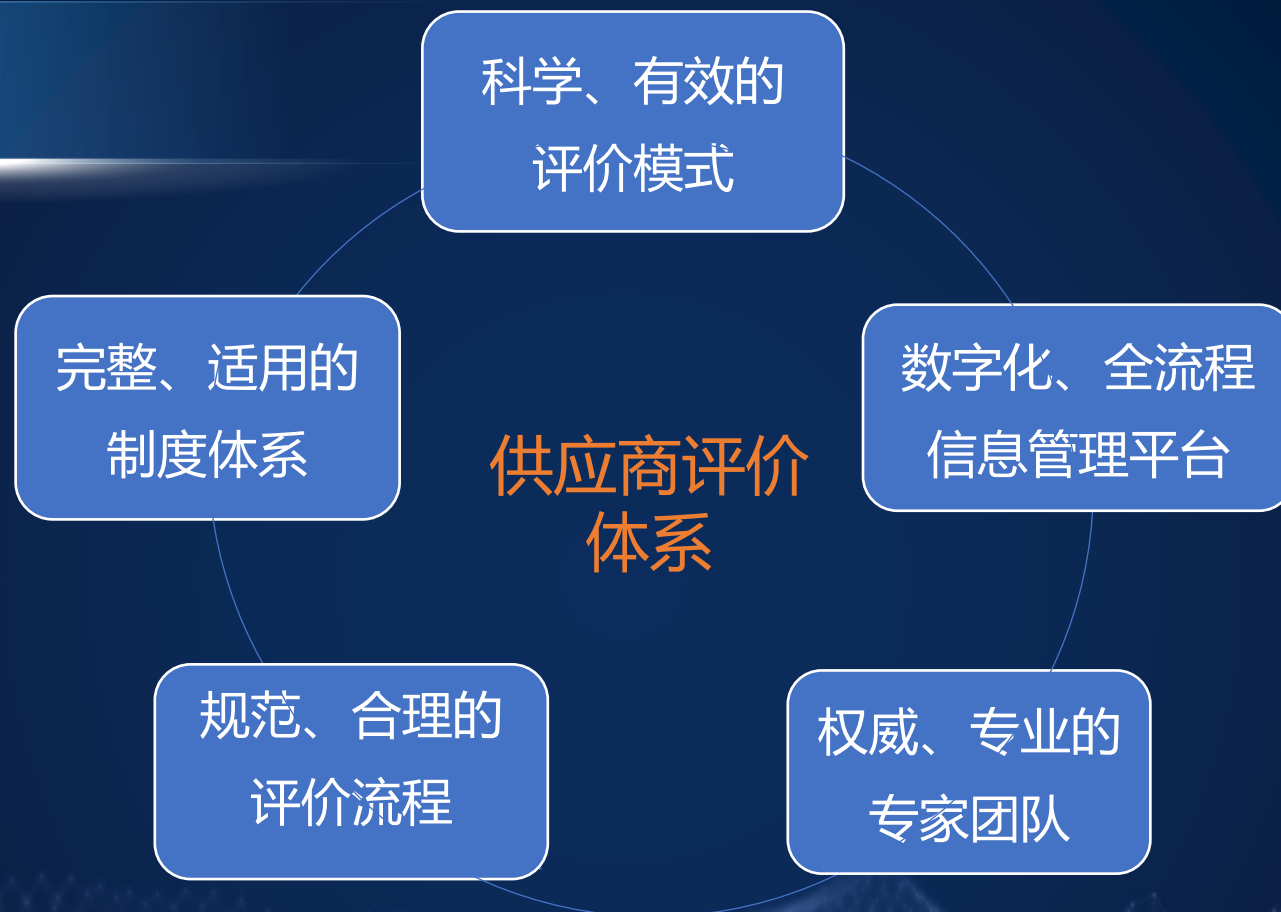 科学、有效的
评价模式
完整、适用的
制度体系
数字化、全流程
信息管理平台
供应商评价
体系
规范、合理的
评价流程
权威、专业的
专家团队